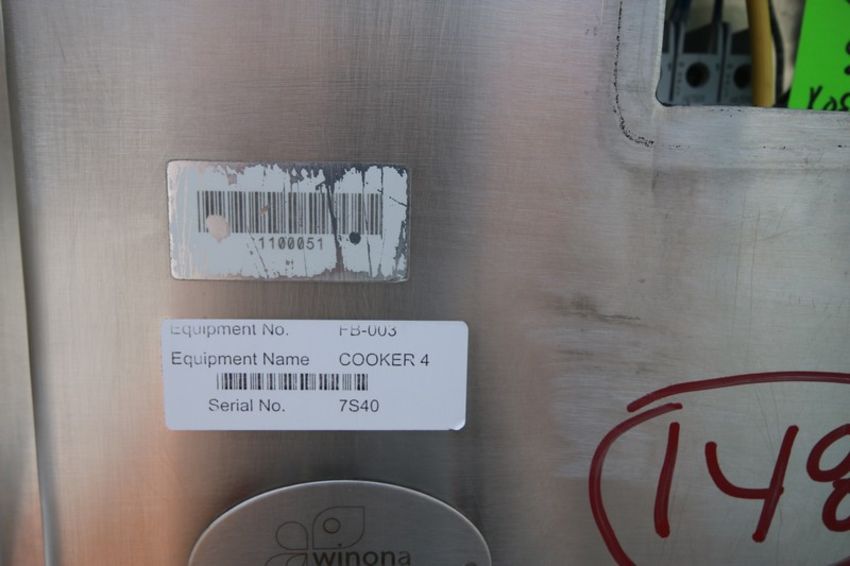 1100051
Equipment No. FB-003
Equipment Name COOKER 4
Serial No. 7S40
winona
148